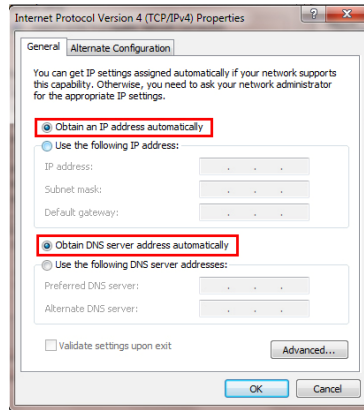 Internet Protocol Version 4 (TCP/IPv4) Properties
General
Alternate Configuration
You can get IP settings assigned automatically if your network supports
this capability. Otherwise, you need to ask your network administrator
for the appropriate IP settings.
Obtain an IP address automatically
Use the following IP address:
IP address:
Subnet mask:
Default gateway:
Obtain DNS server address automatically
Use the following DNS server addresses:
Preferred DNS server:
Alternate DNS server:
Validate settings upon exit
Advanced...
OK
Cancel